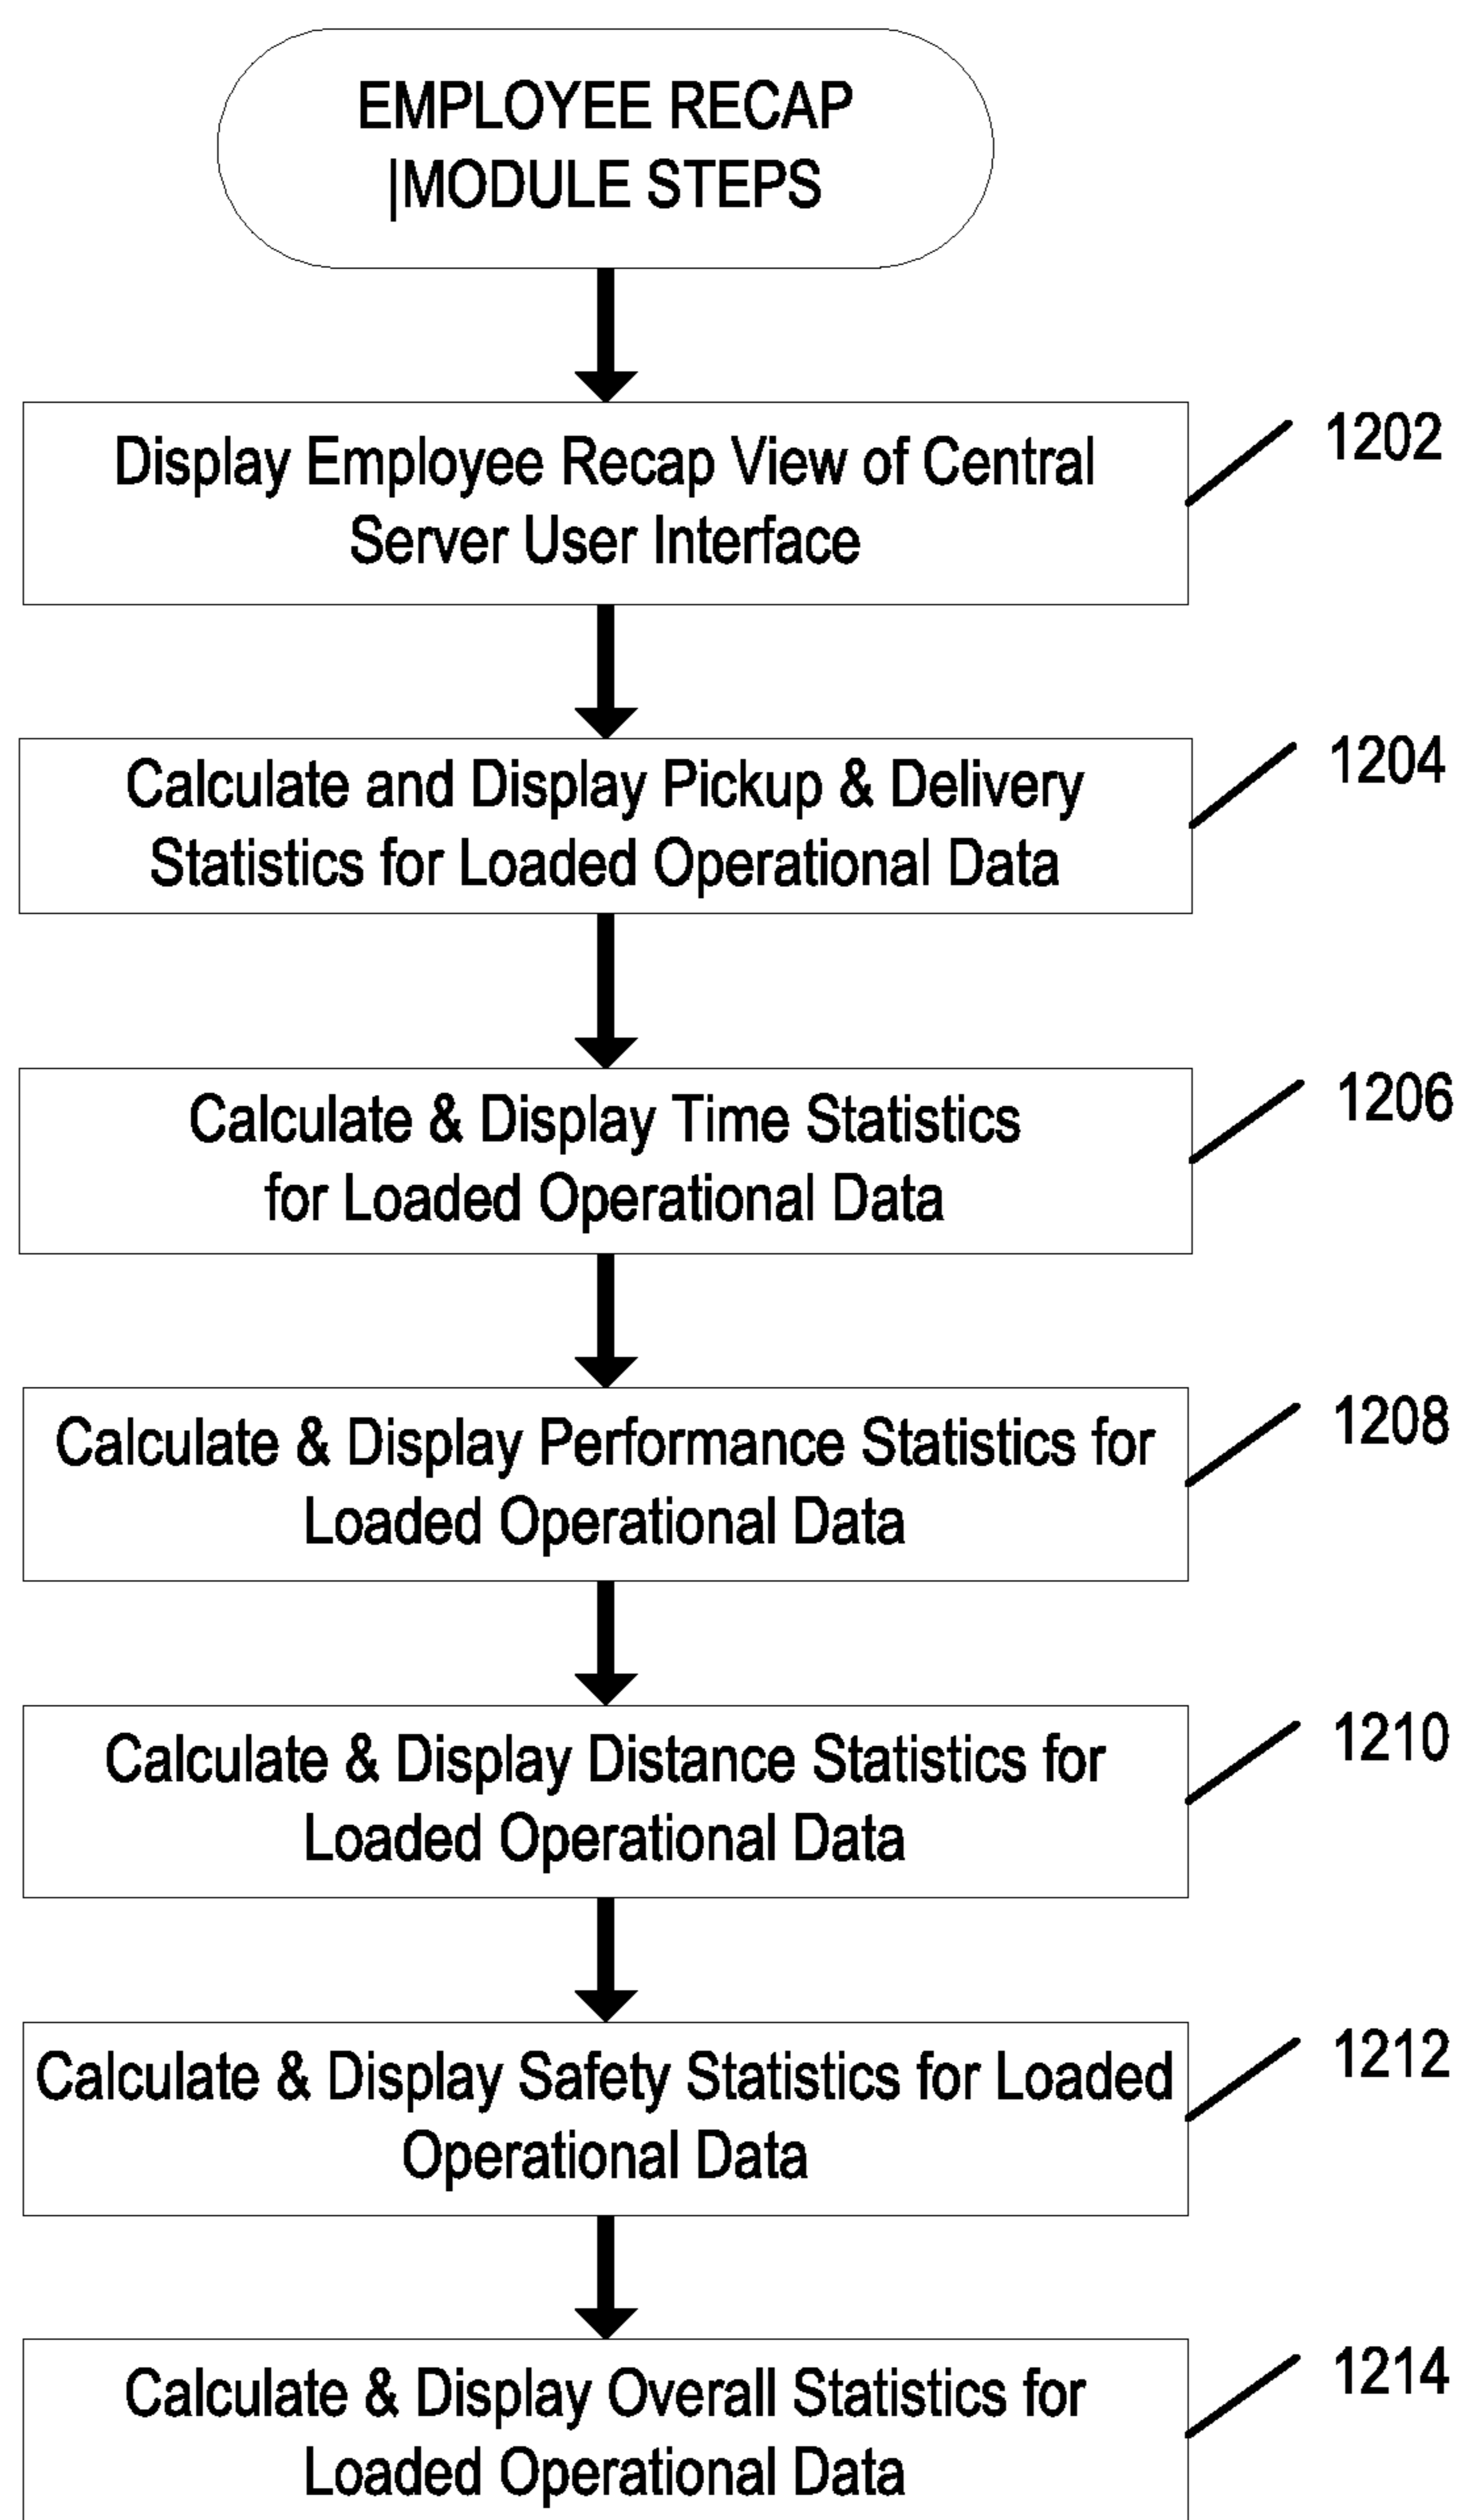 EMPLOYEE RECAP
|MODULE STEPS
Display Employee Recap View of Central
Server User Interface
1202
Calculate and Display Pickup & Delivery
Statistics for Loaded Operational Data
1204
Calculate & Display Time Statistics
for Loaded Operational Data
1206
Calculate & Display Performance Statistics for
Loaded Operational Data
1208
Calculate & Display Distance Statistics for
Loaded Operational Data
1210
Calculate & Display Safety Statistics for Loaded
Operational Data
1212
Calculate & Display Overall Statistics for
Loaded Operational Data
1214